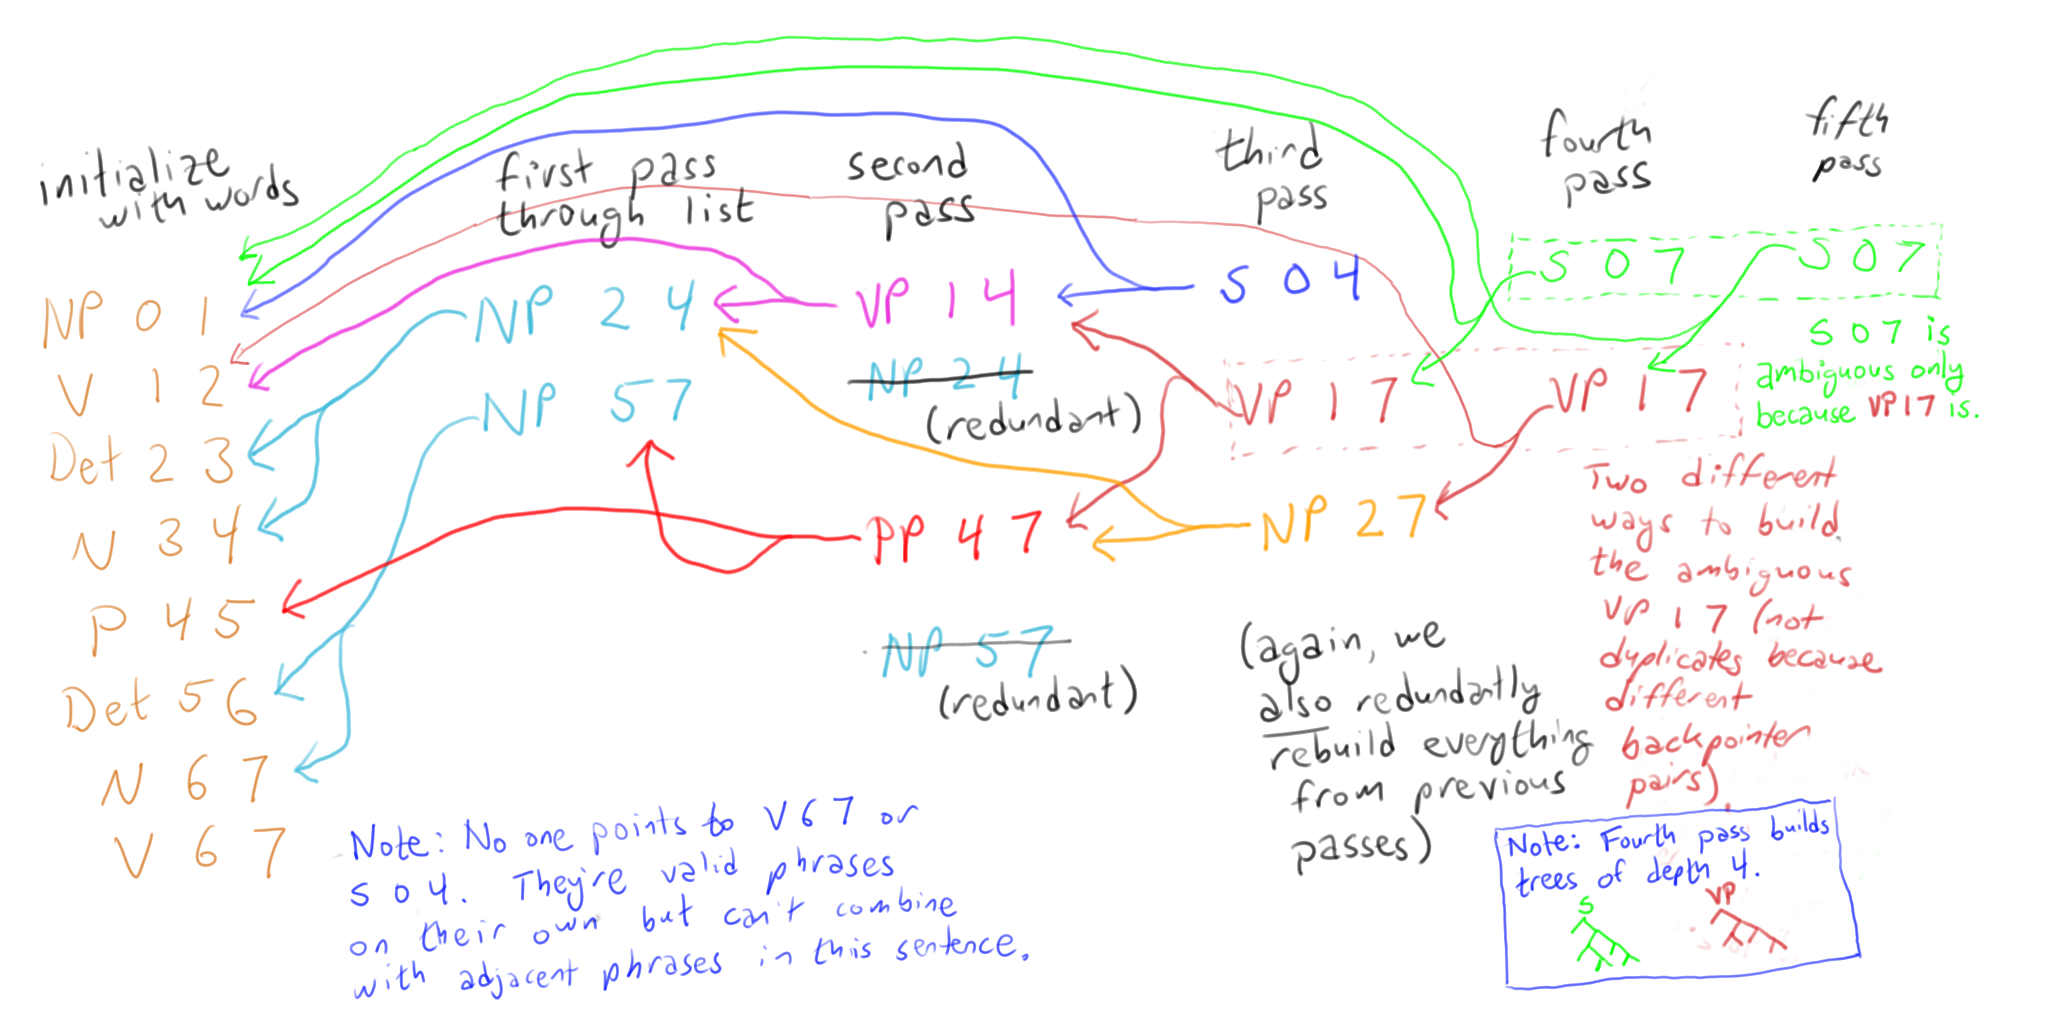 initialize
with words
NP 0 1
V 1 2
Det 2 3
N 3 4
P 4 5
Det 5 6
N 6 7
V 6 7
first pass
through list
NP 2 4
NP 5 7
second
pass
VP 1 4
NP 2 4
(redundant)
PP 4 7
NP 5 7
(redundant)
third
pass
S 0 4
VP 1 7
NP 2 7
(again, we
also redundantly
rebuild everything
from previous
passes)
fourth
pass
S 0 7
VP 1 7
fifth
pass
S 0 7
S 0 7 is
ambiguous only
because VP 1 7 is.
Two different
ways to build
the ambiguous
VP 1 7 (not
duplicates because
different
backpointer
pairs).
Note: No one points to V 6 7 or
S 0 4. They're valid phrases
on their own but can't combine
with adjacent phrases in this sentence.
Note: Fourth pass builds
trees of depth 4.
S
VP